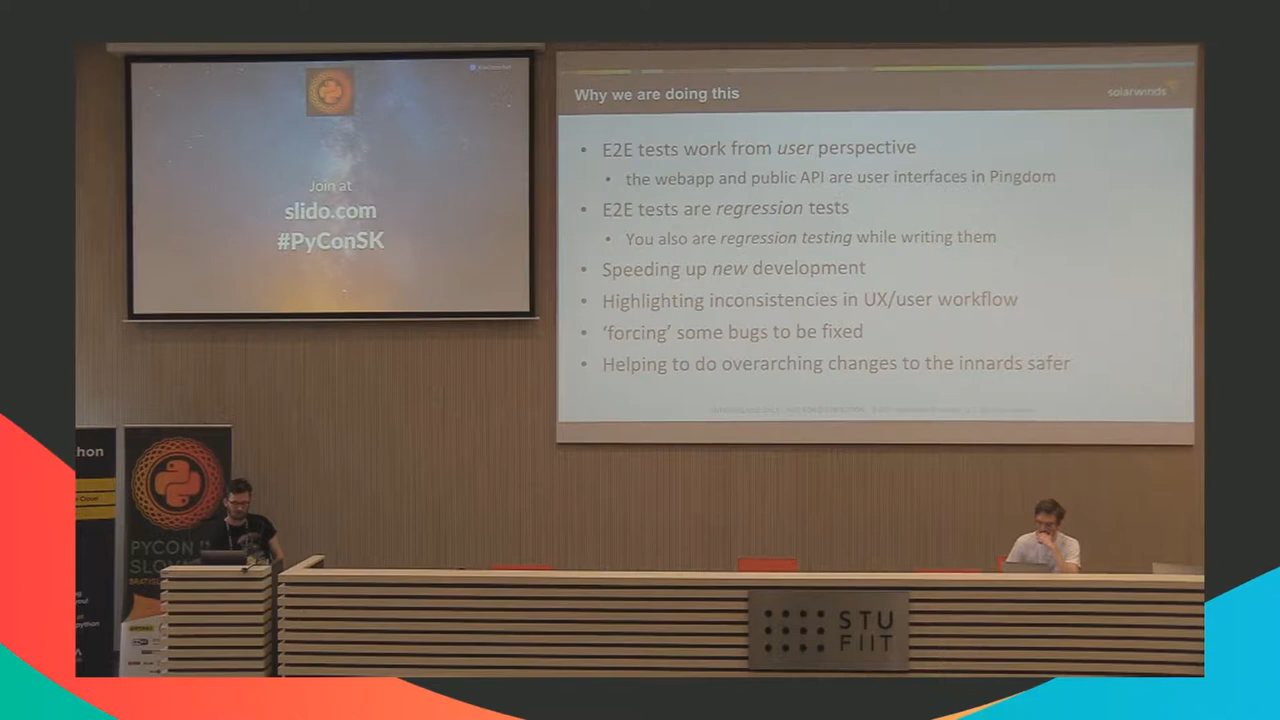 Join at
slido.com
#PyConSK
Why we are doing this
solarwinds
• E2E tests work from user perspective
• the webapp and public API are user interfaces in Pingdom
• E2E tests are regression tests
• You also are regression testing while writing them
• Speeding up new development
• Highlighting inconsistencies in UX/user workflow
• ‘forcing’ some bugs to be fixed
• Helping to do overarching changes to the innards safer
hon
PYCON
SLOV
STU
FIIT